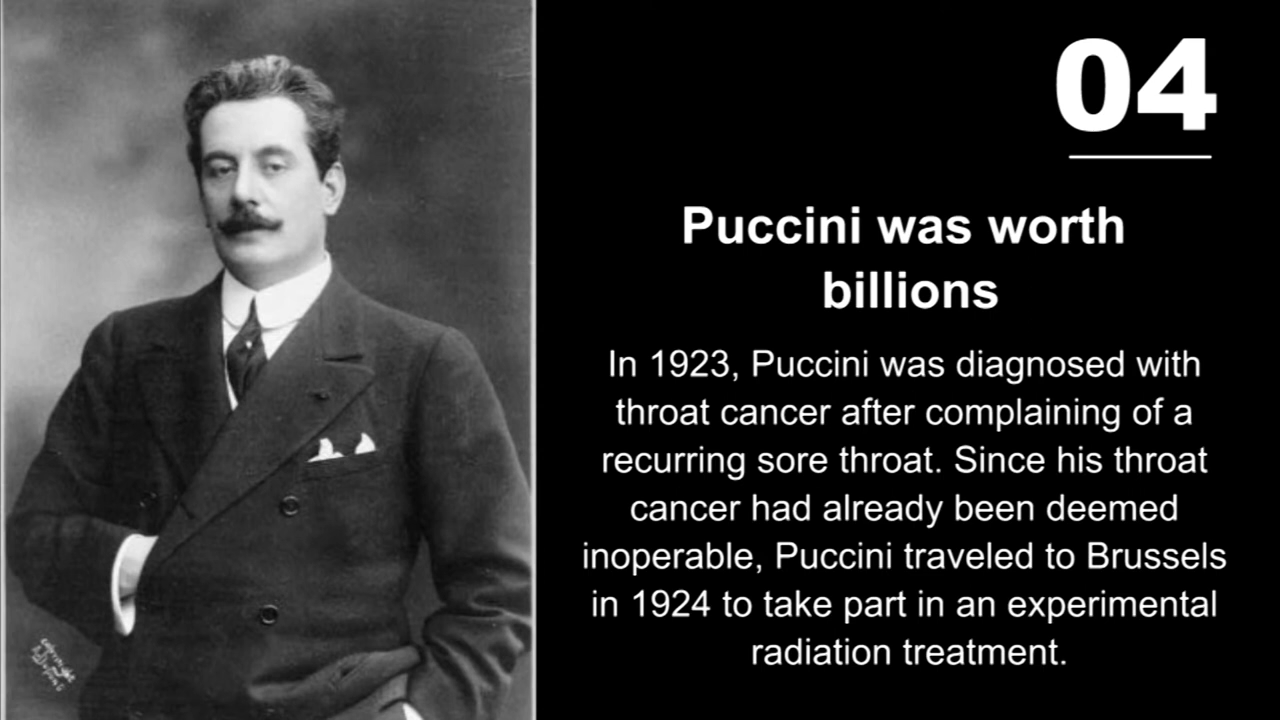 04
Puccini was worth
billions
In 1923, Puccini was diagnosed with
throat cancer after complaining of a
recurring sore throat. Since his throat
cancer had already been deemed
inoperable, Puccini traveled to Brussels
in 1924 to take part in an experimental
radiation treatment.